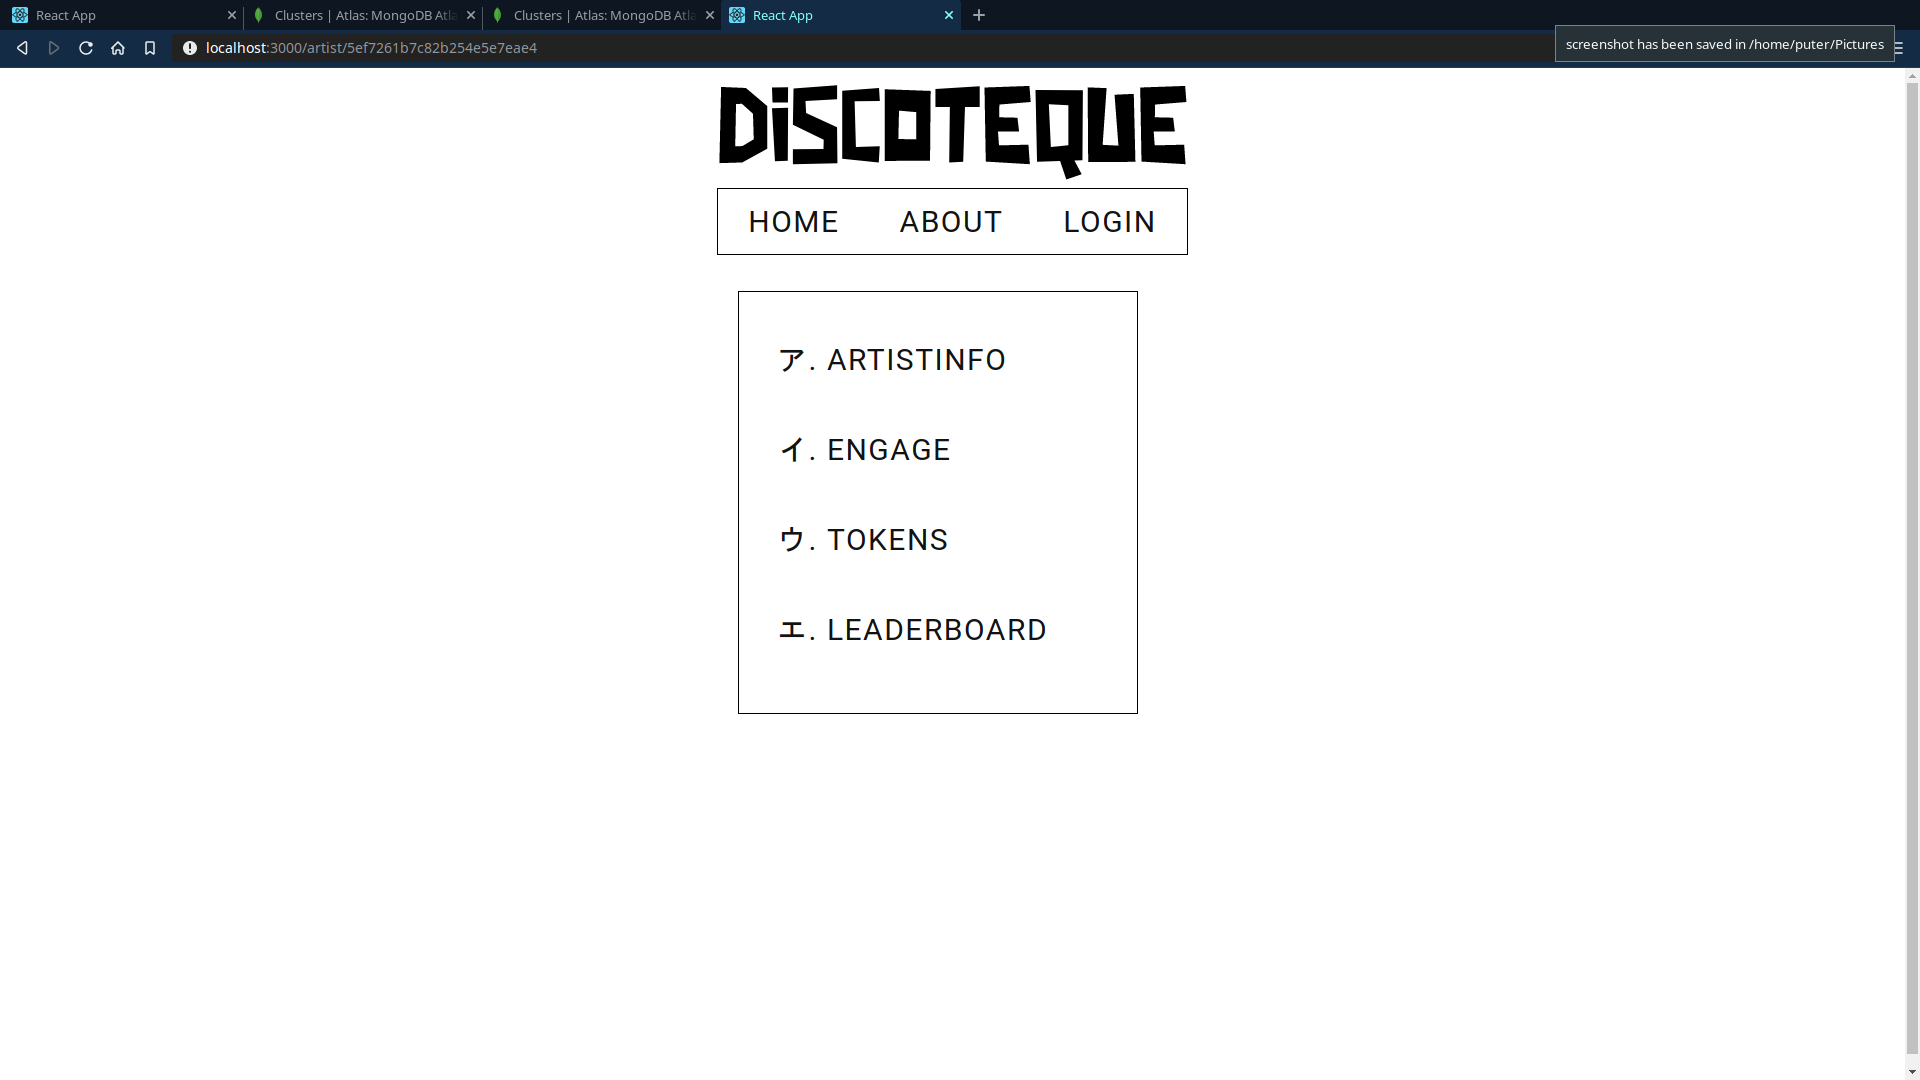 React App
Clusters | Atlas: MongoDB Atla
Clusters | Atlas: MongoDB Atla
React App
localhost:3000/artist/5ef7261b7c82b254e5e7eae4
screenshot has been saved in /home/puter/Pictures
DiSCOTEQUE
HOME ABOUT LOGIN
ア. ARTISTINFO
イ. ENGAGE
ウ. TOKENS
エ. LEADERBOARD